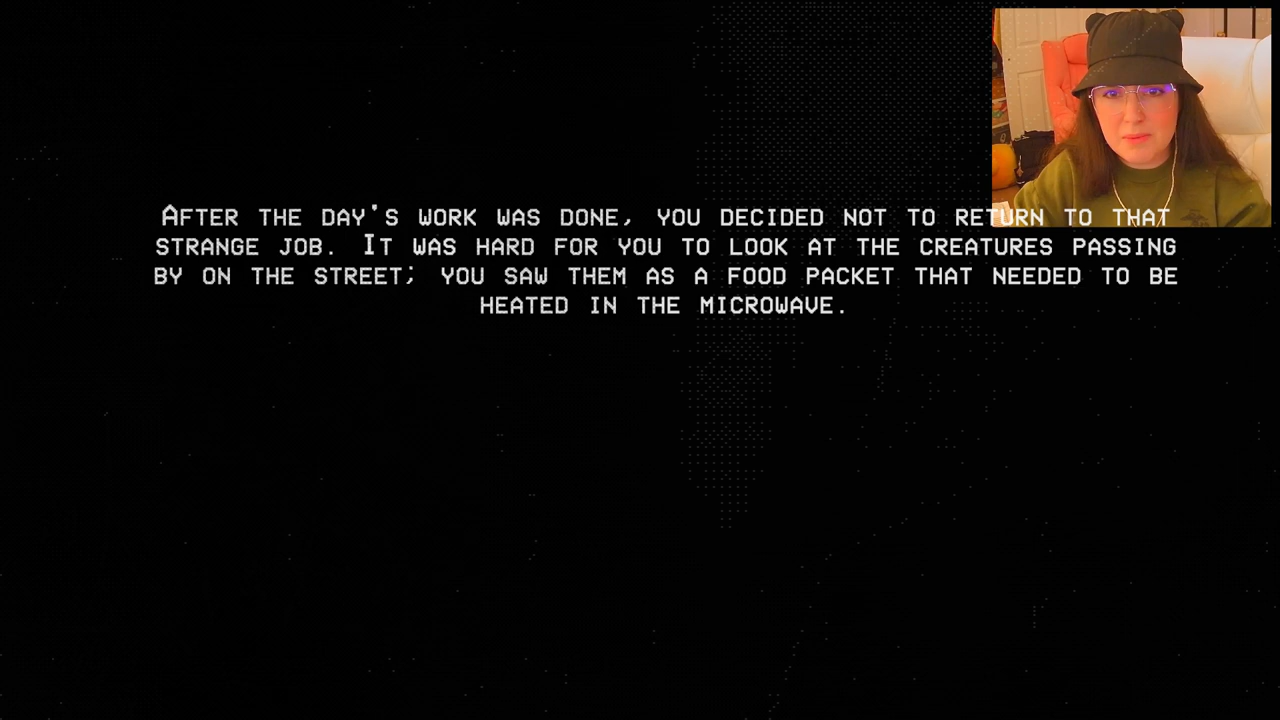 After the day's work was done, you decided not to return to that
strange job. It was hard for you to look at the creatures passing
by on the street; you saw them as a food packet that needed to be
heated in the microwave.